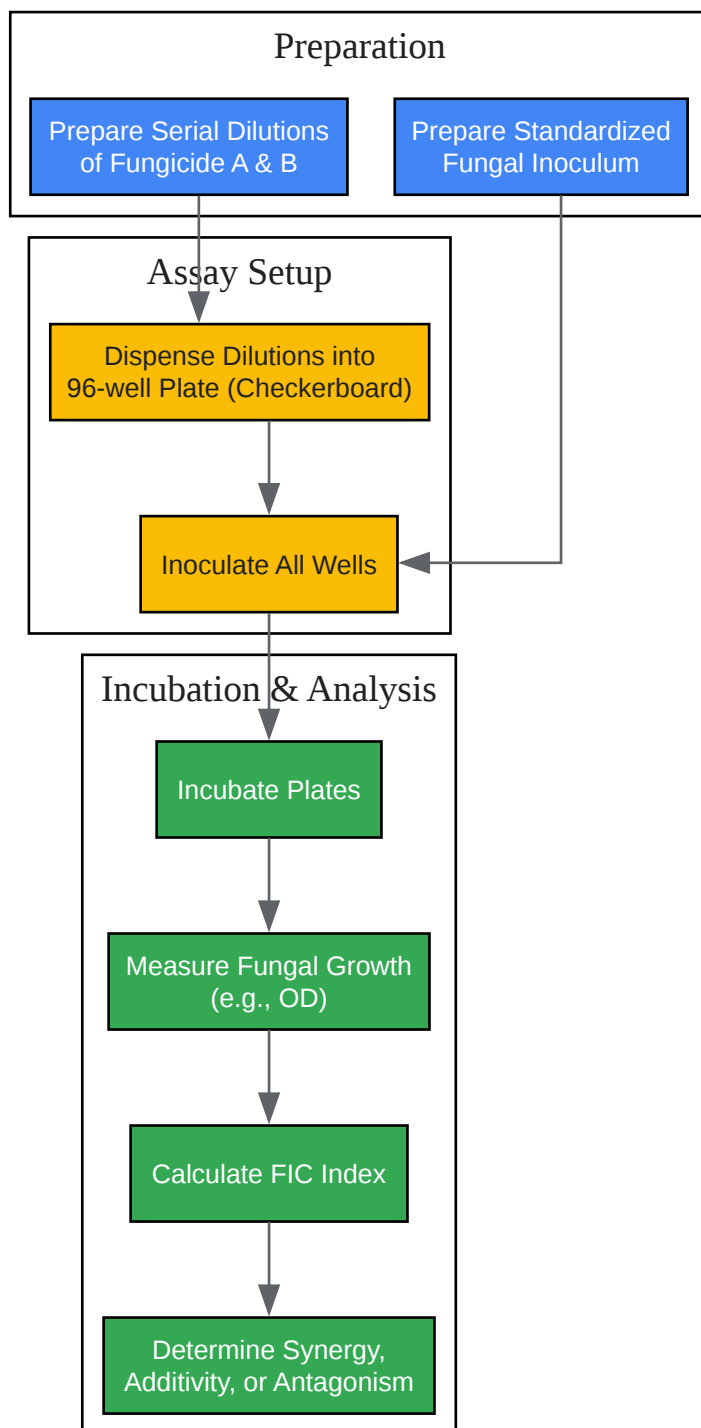 Preparation
Prepare Serial Dilutions
of Fungicide A & B
Prepare Standardized
Fungal Inoculum
Assay Setup
Dispense Dilutions into
96-well Plate (Checkerboard)
Inoculate All Wells
Incubation & Analysis
Incubate Plates
Measure Fungal Growth
(e.g., OD)
Calculate FIC Index
Determine Synergy,
Additivity, or Antagonism